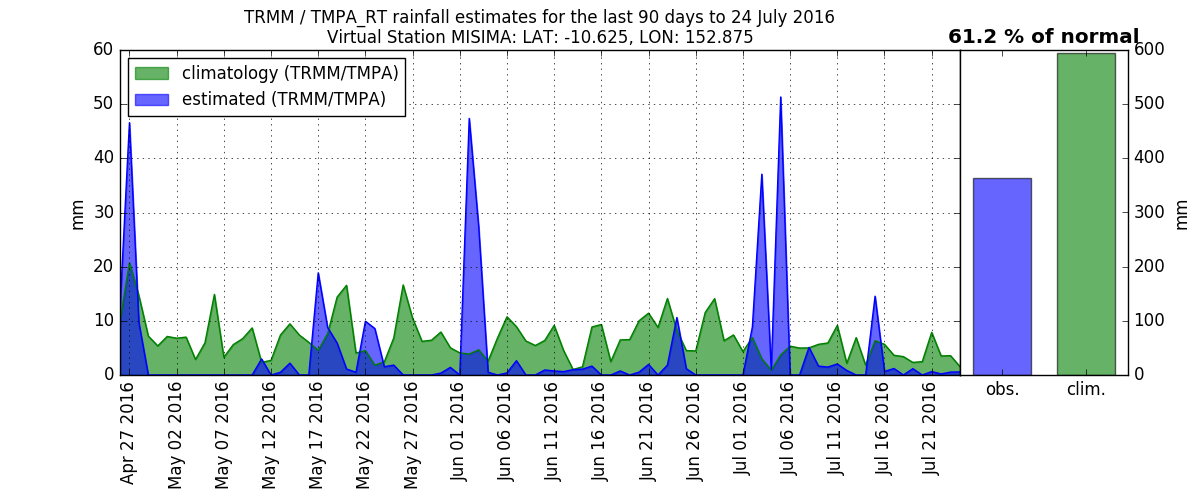 TRMM / TMPA_RT rainfall estimates for the last 90 days to 24 July 2016
Virtual Station MISIMA: LAT: -10.625, LON: 152.875
61.2 % of normal
climatology (TRMM/TMPA)
estimated (TRMM/TMPA)
60
50
40
30
20
10
0
mm
Apr 27 2016
May 02 2016
May 07 2016
May 12 2016
May 17 2016
May 22 2016
May 27 2016
Jun 01 2016
Jun 06 2016
Jun 11 2016
Jun 16 2016
Jun 21 2016
Jun 26 2016
Jul 01 2016
Jul 06 2016
Jul 11 2016
Jul 16 2016
Jul 21 2016
obs.
clim.
600
500
400
300
200
100
0
mm